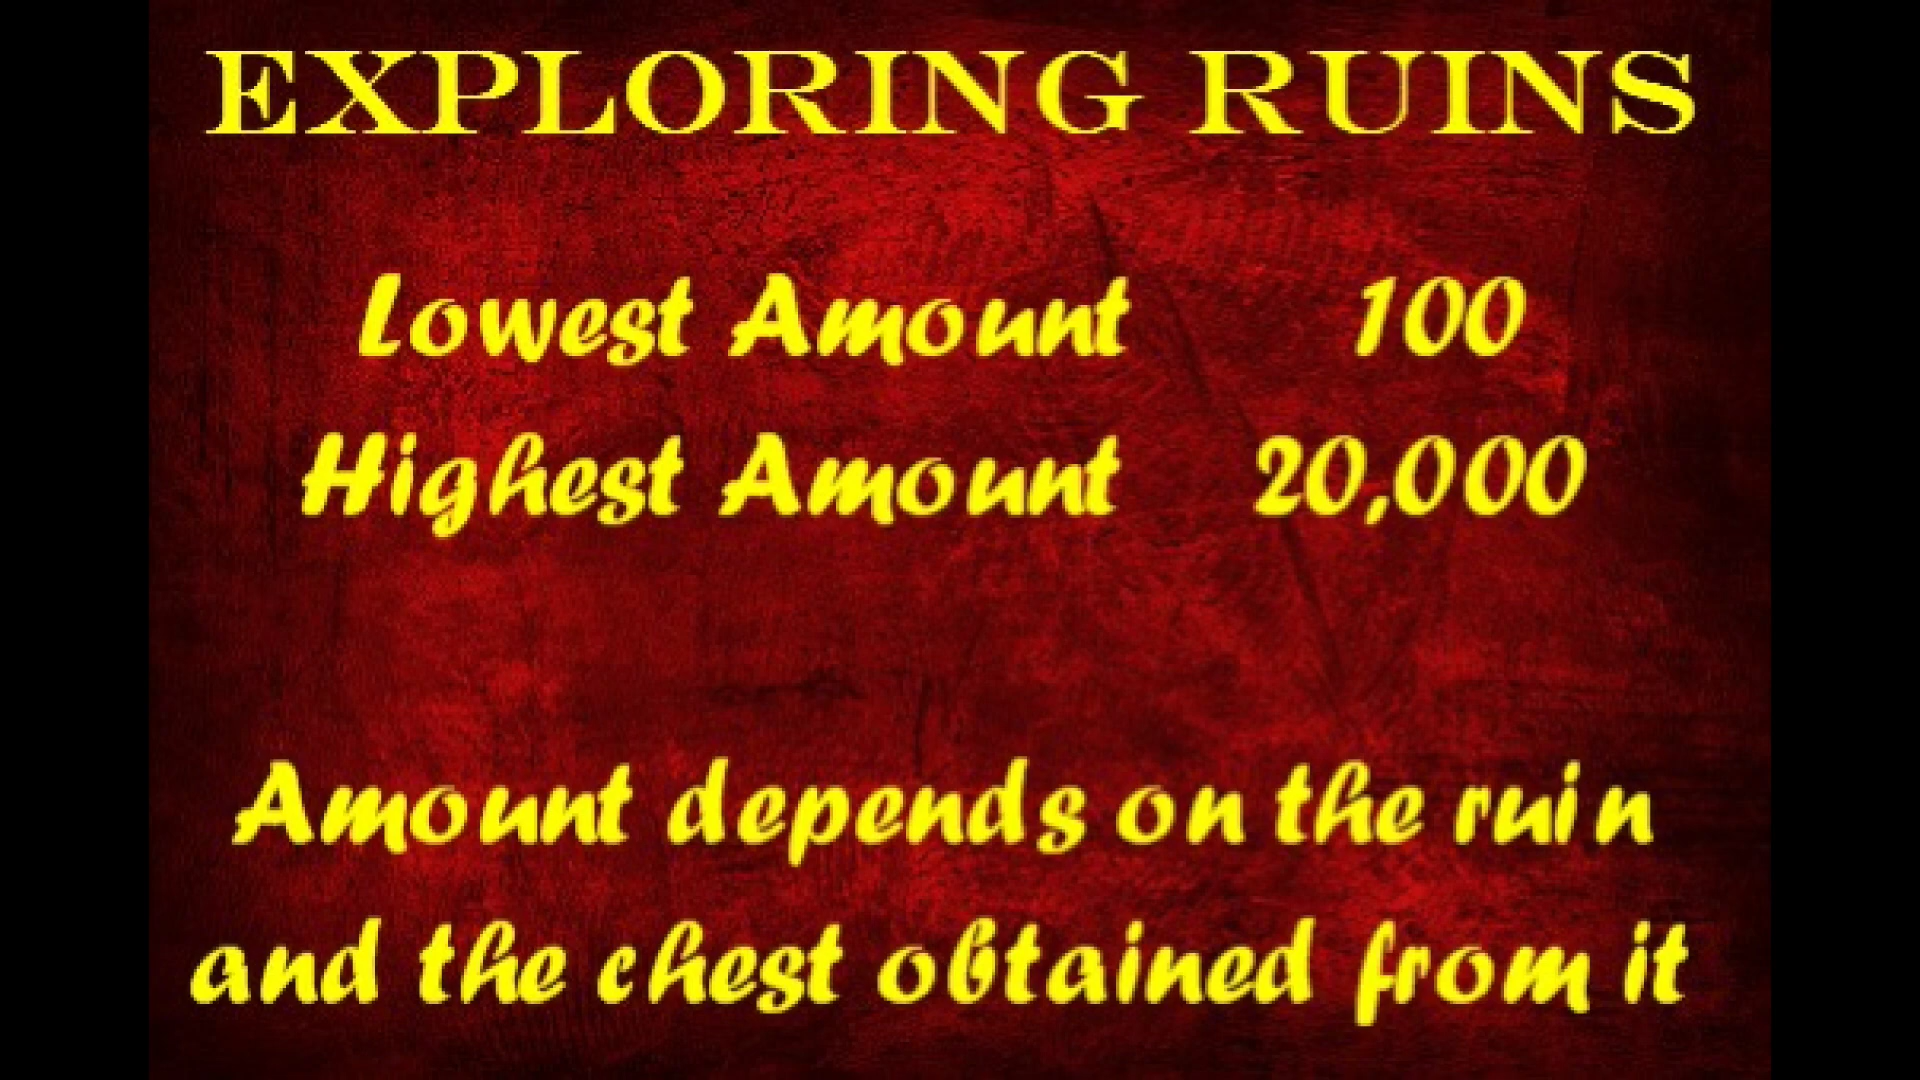 EXPLORING RUINS
Lowest Amount 100
Highest Amount 20,000
Amount depends on the ruin
and the chest obtained from it